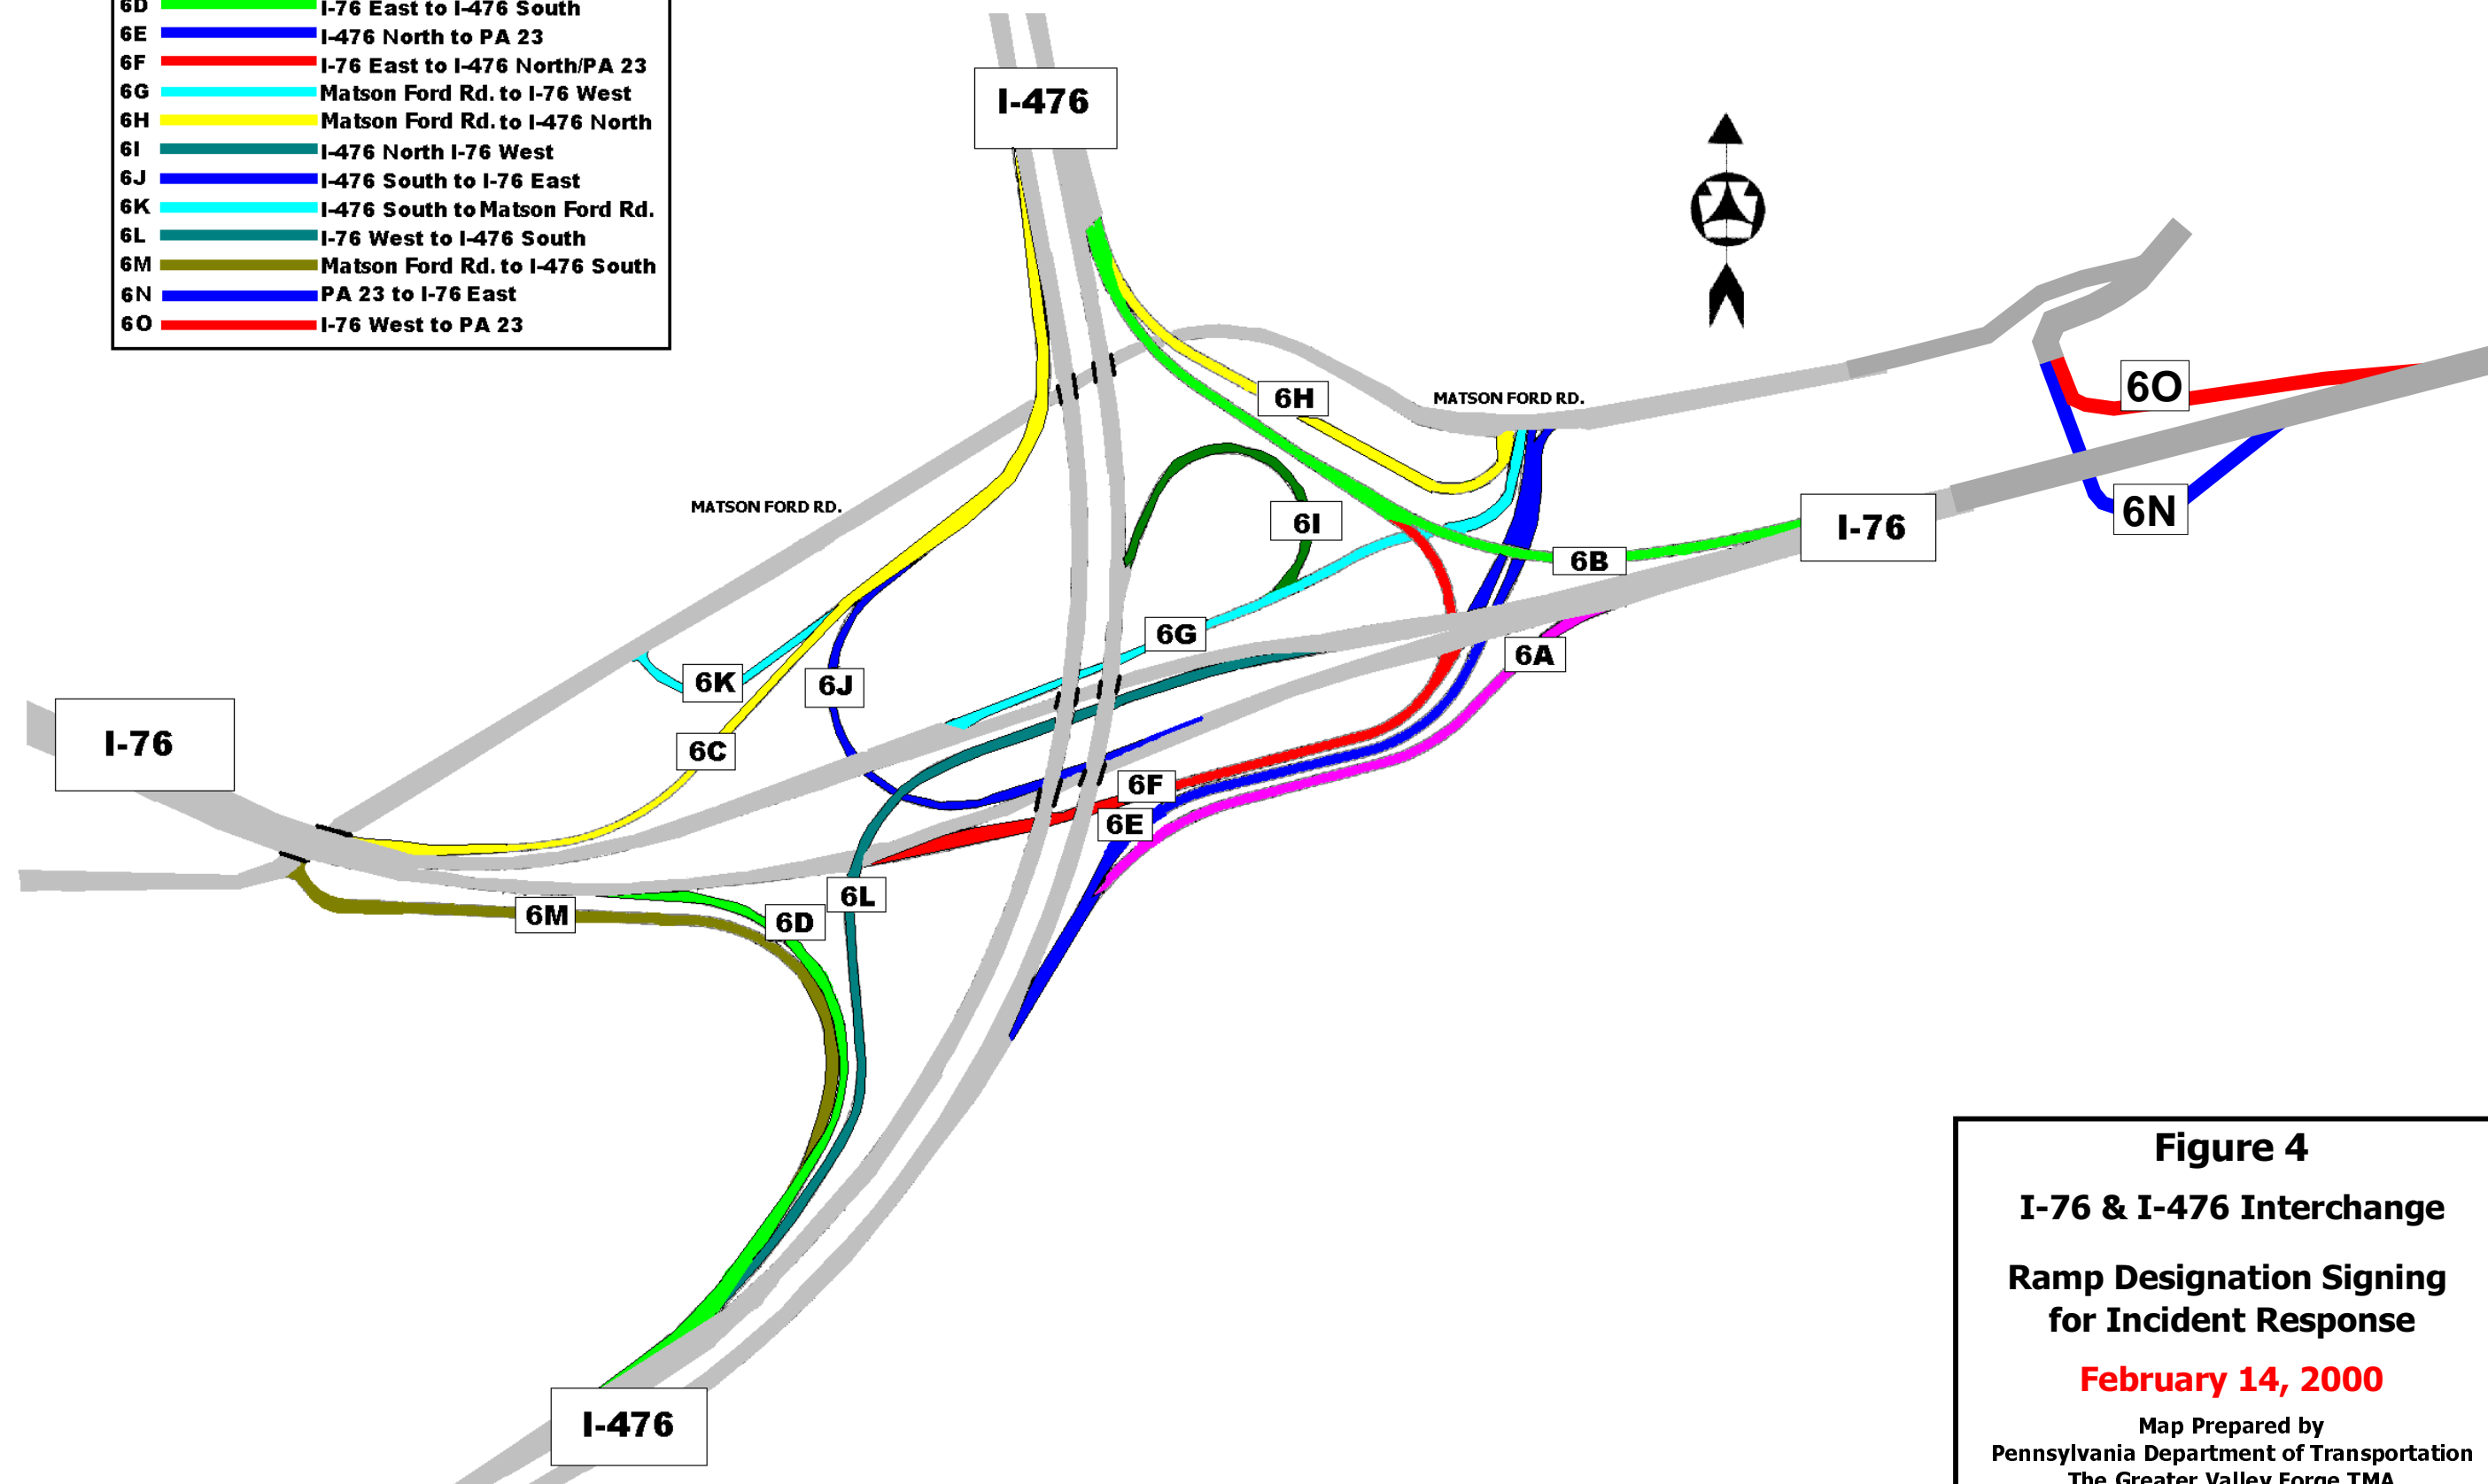 6D I-76 East to I-476 South
6E I-476 North to PA 23
6F I-76 East to I-476 North/PA 23
6G Matson Ford Rd. to I-76 West
6H Matson Ford Rd. to I-476 North
6I I-476 North I-76 West
6J I-476 South to I-76 East
6K I-476 South to Matson Ford Rd.
6L I-76 West to I-476 South
6M Matson Ford Rd. to I-476 South
6N PA 23 to I-76 East
6O I-76 West to PA 23
I-476
6H
MATSON FORD RD.
6O
MATSON FORD RD.
6I
I-76
6N
6B
6G
6A
6K
6J
I-76
6C
6F
6E
6L
6M
6D
I-476
Figure 4
I-76 & I-476 Interchange
Ramp Designation Signing
for Incident Response
February 14, 2000
Map Prepared by
Pennsylvania Department of Transportation
The Greater Valley Forge TMA